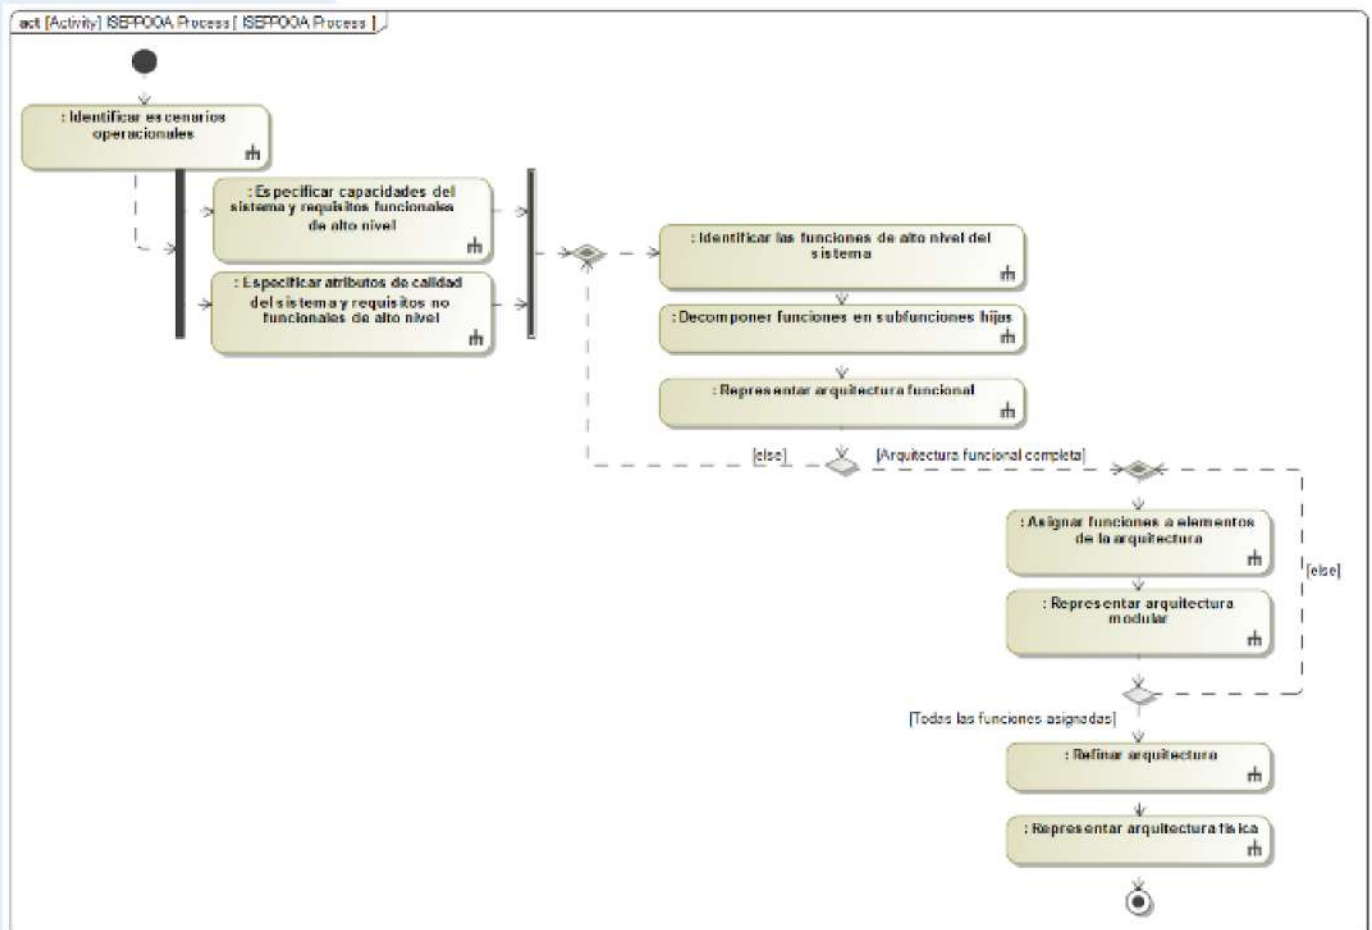 act [Activity] ISEPPOOA Process [ ISEPPOOA Process ]
: Identificar escenarios
operacionales
: Especificar capacidades del
sistema y requisitos funcionales
de alto nivel
: Especificar atributos de calidad
del sistema y requisitos no
funcionales de alto nivel
: Identificar las funciones de alto nivel del
sistema
: Decomponer funciones en subfunciones hijas
: Representar arquitectura funcional
[else]
[Arquitectura funcional completa]
: Asignar funciones a elementos
de la arquitectura
[else]
: Representar arquitectura
modular
[Todas las funciones asignadas]
: Refinar arquitectura
: Representar arquitectura fisica